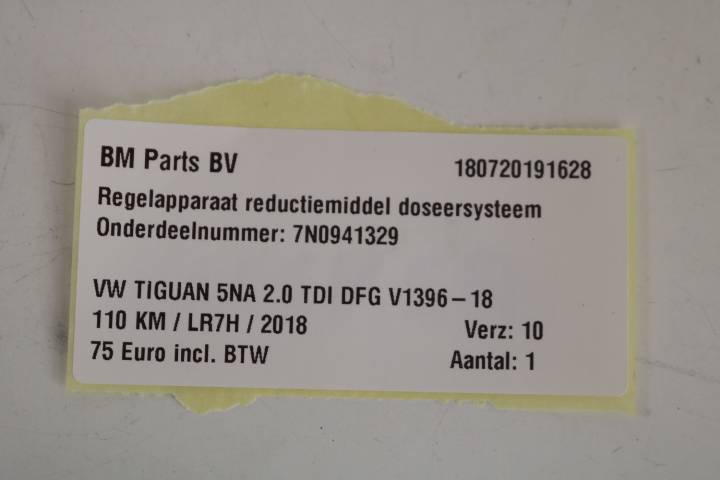 BM Parts BV 180720191628
Regelapparaat reductiemiddel doseersysteem
Onderdeelnummer: 7N0941329
VW TIGUAN 5NA 2.0 TDI DFG V1396-18
110 KM / LR7H / 2018 Verz: 10
75 Euro incl. BTW Aantal: 1